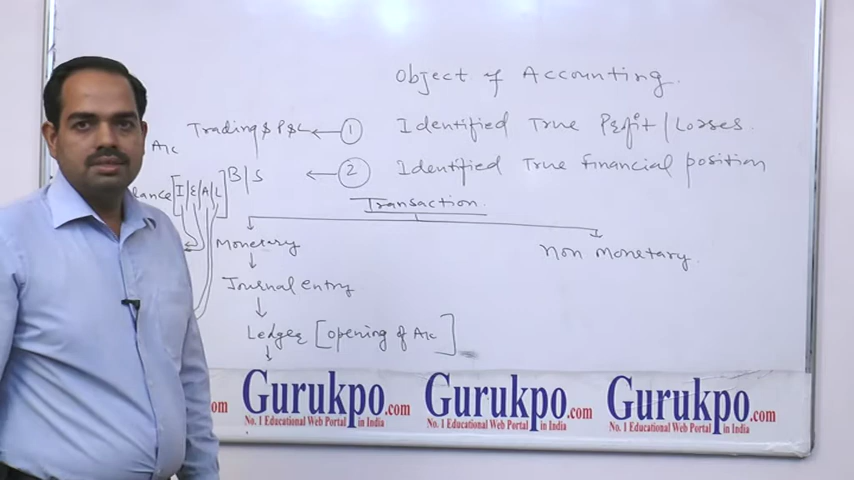 Object of Accounting.
Trading & P&L ← 1 Identified True Profit/Losses.
A/c
B/S ← 2 Identified True financial position
lance [I/E/A/L]
Transaction
Monetary
Non Monetary.
Journal entry
Ledger [opening of A/c]
.com Gurukpo.com Gurukpo.com Gurukpo.com
No. 1 Educational Web Portal in India No. 1 Educational Web Portal in India No. 1 Educational Web Portal in India